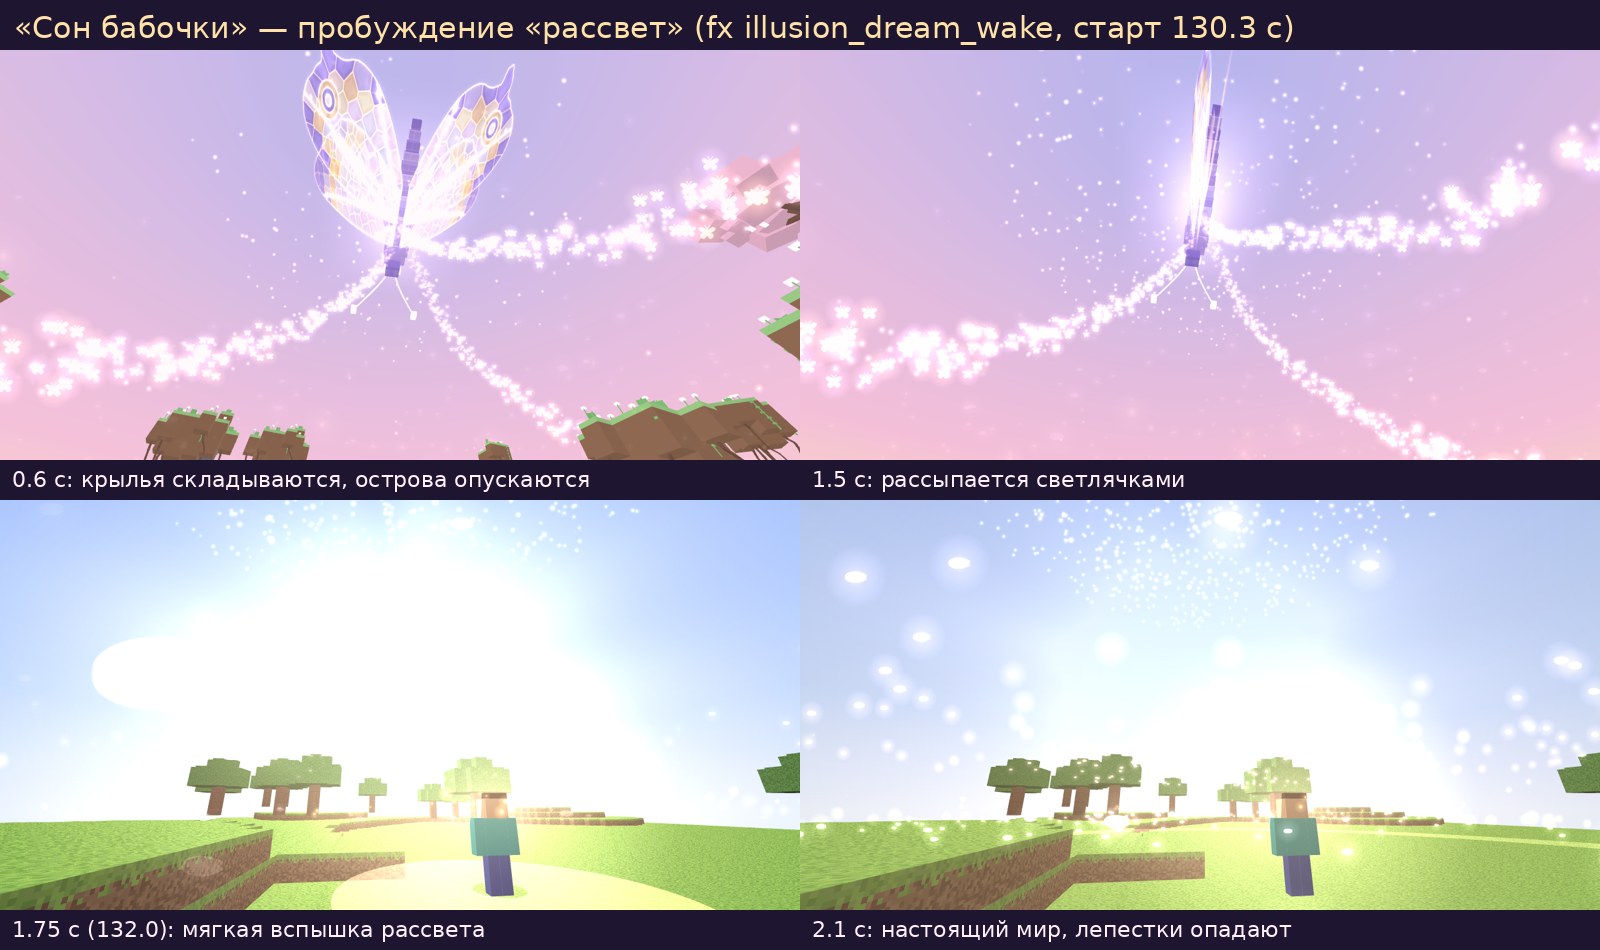 «Сон бабочки» — пробуждение «рассвет» (fx illusion_dream_wake, старт 130.3 с)
0.6 с: крылья складываются, острова опускаются
1.5 с: рассыпается светлячками
1.75 с (132.0): мягкая вспышка рассвета
2.1 с: настоящий мир, лепестки опадают